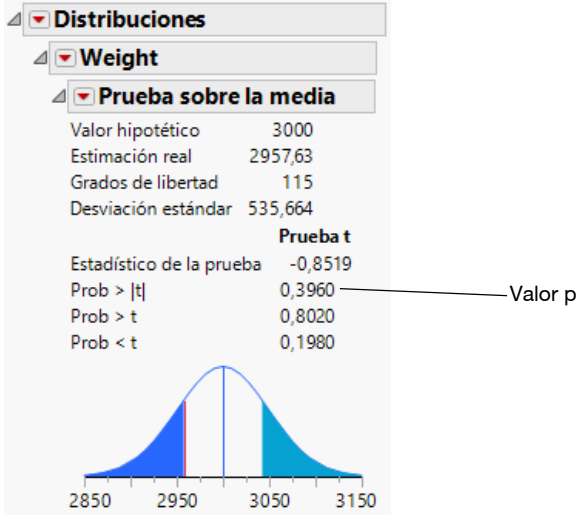 Distribuciones
Weight
Prueba sobre la media
Valor hipotético 3000
Estimación real 2957,63
Grados de libertad 115
Desviación estándar 535,664
Prueba t
Estadístico de la prueba -0,8519
Prob > |t| 0,3960 Valor p
Prob > t 0,8020
Prob < t 0,1980
2850 2950 3050 3150